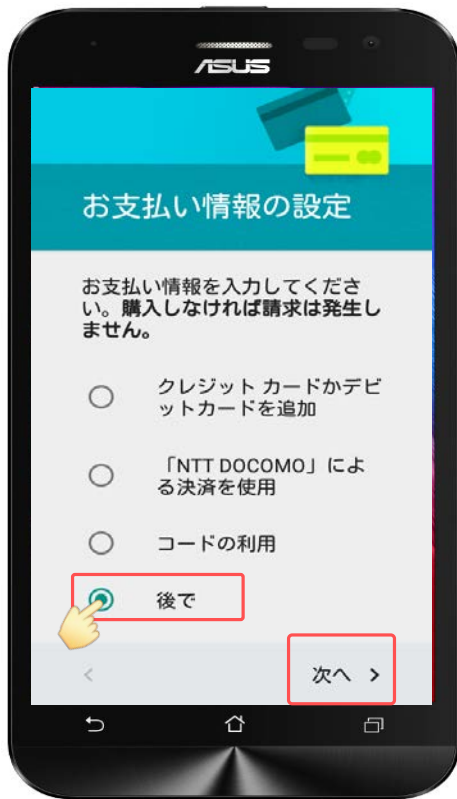 ASUS
お支払い情報の設定
お支払い情報を入力してくださ
い。購入しなければ請求は発生し
ません。
クレジット カードかデビ
ットカードを追加
「NTT DOCOMO」によ
る決済を使用
コードの利用
後で
次へ